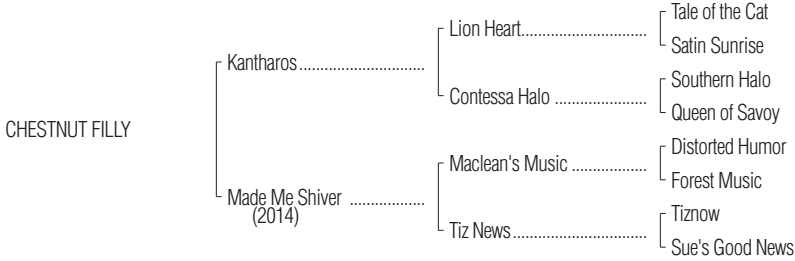 Tale of the Cat
Lion Heart..............................
Satin Sunrise
Kantharos..............................
Southern Halo
Contessa Halo ......................
Queen of Savoy
CHESTNUT FILLY
Distorted Humor
Maclean's Music ..................
Forest Music
Made Me Shiver ..................
(2014)
Tiznow
Tiz News................................
Sue's Good News